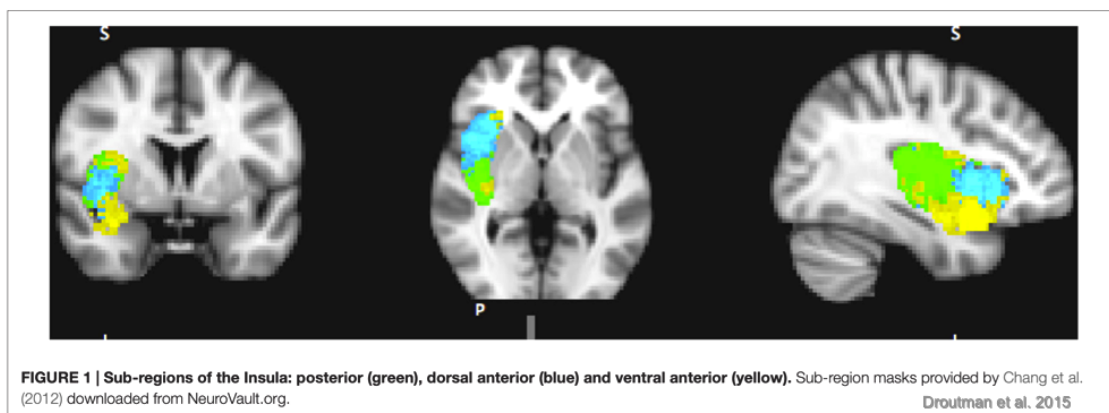 S
S
P
FIGURE 1 | Sub-regions of the Insula: posterior (green), dorsal anterior (blue) and ventral anterior (yellow). Sub-region masks provided by Chang et al.
(2012) downloaded from NeuroVault.org.
Droutman et al. 2015